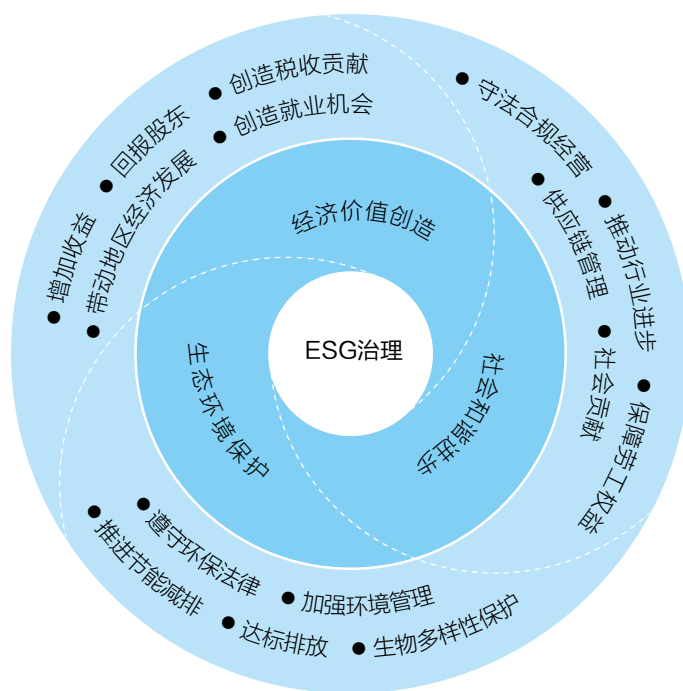 ● 创造税收贡献
● 创造就业机会
● 回报股东
● 带动地区经济发展
● 增加收益
● 守法合规经营
● 供应链管理
● 推动行业进步
● 社会贡献
● 保障劳工权益
经济价值创造
ESG治理
生态环境保护
社会和谐进步
● 遵守环保法律
● 推进节能减排
● 加强环境管理
● 达标排放
● 生物多样性保护